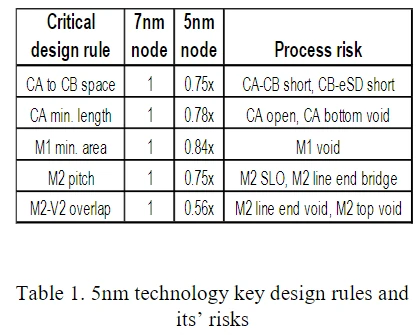 Critical design rule 7nm node 5nm node Process risk
CA to CB space 1 0.75x CA-CB short, CB-eSD short
CA min. length 1 0.78x CA open, CA bottom void
M1 min. area 1 0.84x M1 void
M2 pitch 1 0.75x M2 SLO, M2 line end bridge
M2-V2 overlap 1 0.56x M2 line end void, M2 top void
Table 1. 5nm technology key design rules and
its’ risks